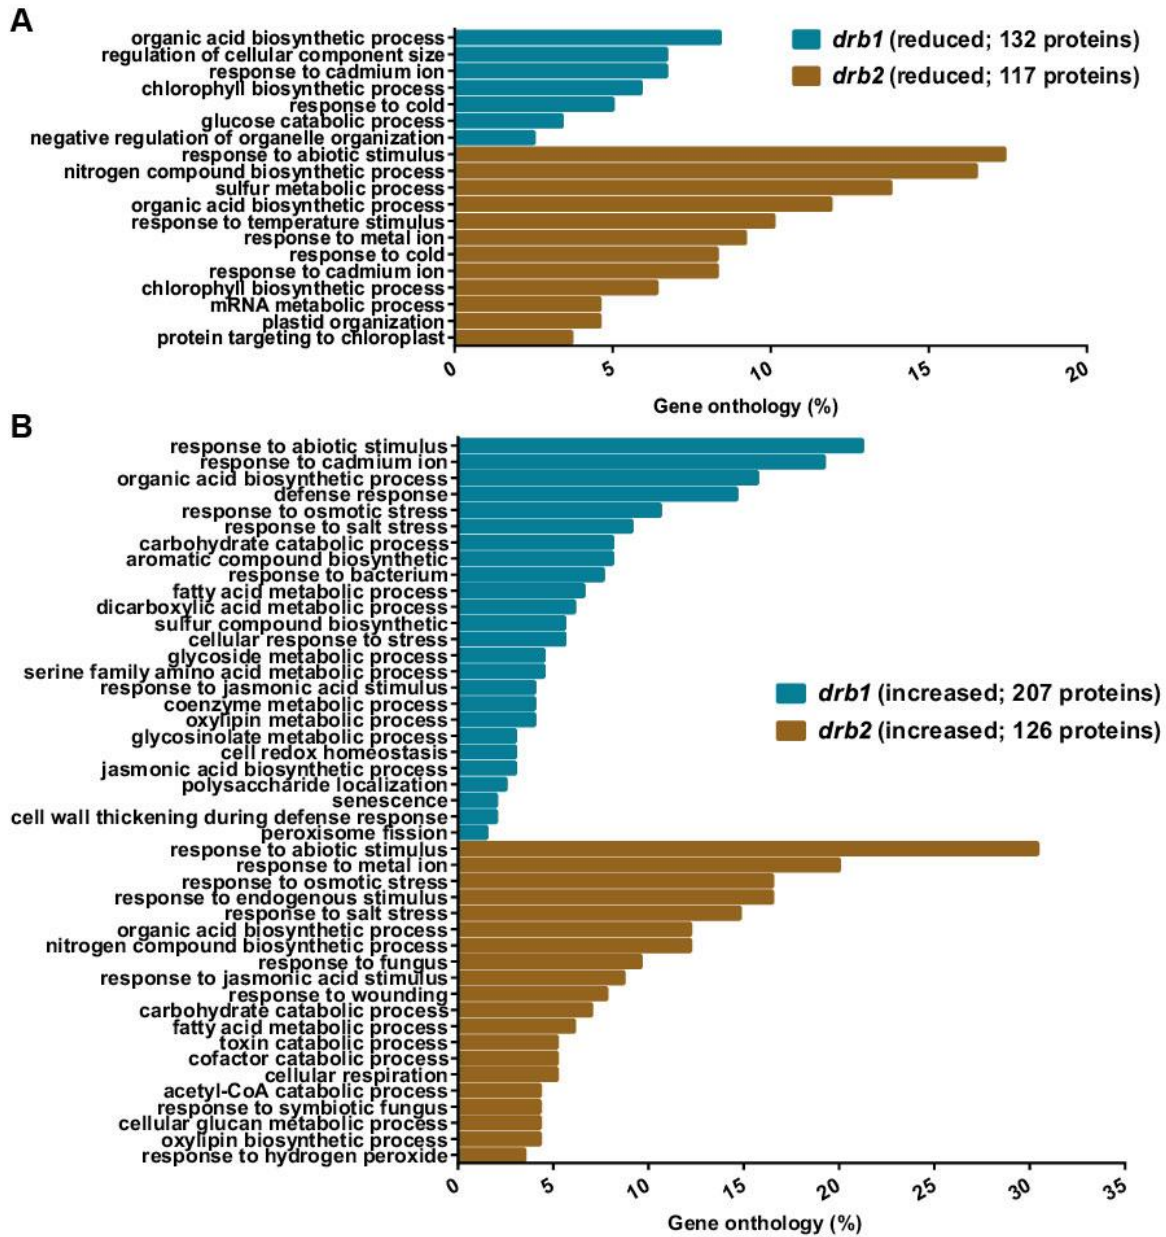 A
organic acid biosynthetic process
regulation of cellular component size
response to cadmium ion
chlorophyll biosynthetic process
response to cold
glucose catabolic process
negative regulation of organelle organization
response to abiotic stimulus
nitrogen compound biosynthetic process
sulfur metabolic process
organic acid biosynthetic process
response to temperature stimulus
response to metal ion
response to cold
response to cadmium ion
chlorophyll biosynthetic process
mRNA metabolic process
plastid organization
protein targeting to chloroplast
drb1 (reduced; 132 proteins)
drb2 (reduced; 117 proteins)
0 5 10 15 20
Gene onthology (%)
B
response to abiotic stimulus
response to cadmium ion
organic acid biosynthetic process
defense response
response to osmotic stress
response to salt stress
carbohydrate catabolic process
aromatic compound biosynthetic
response to bacterium
fatty acid metabolic process
dicarboxylic acid metabolic process
sulfur compound biosynthetic
cellular response to stress
glycoside metabolic process
serine family amino acid metabolic process
response to jasmonic acid stimulus
coenzyme metabolic process
oxylipin metabolic process
glycosinolate metabolic process
cell redox homeostasis
jasmonic acid biosynthetic process
polysaccharide localization
senescence
cell wall thickening during defense response
peroxisome fission
response to abiotic stimulus
response to metal ion
response to osmotic stress
response to endogenous stimulus
response to salt stress
organic acid biosynthetic process
nitrogen compound biosynthetic process
response to fungus
response to jasmonic acid stimulus
response to wounding
carbohydrate catabolic process
fatty acid metabolic process
toxin catabolic process
cofactor catabolic process
cellular respiration
acetyl-CoA catabolic process
response to symbiotic fungus
cellular glucan metabolic process
oxylipin biosynthetic process
response to hydrogen peroxide
drb1 (increased; 207 proteins)
drb2 (increased; 126 proteins)
0 5 10 15 20 25 30 35
Gene onthology (%)